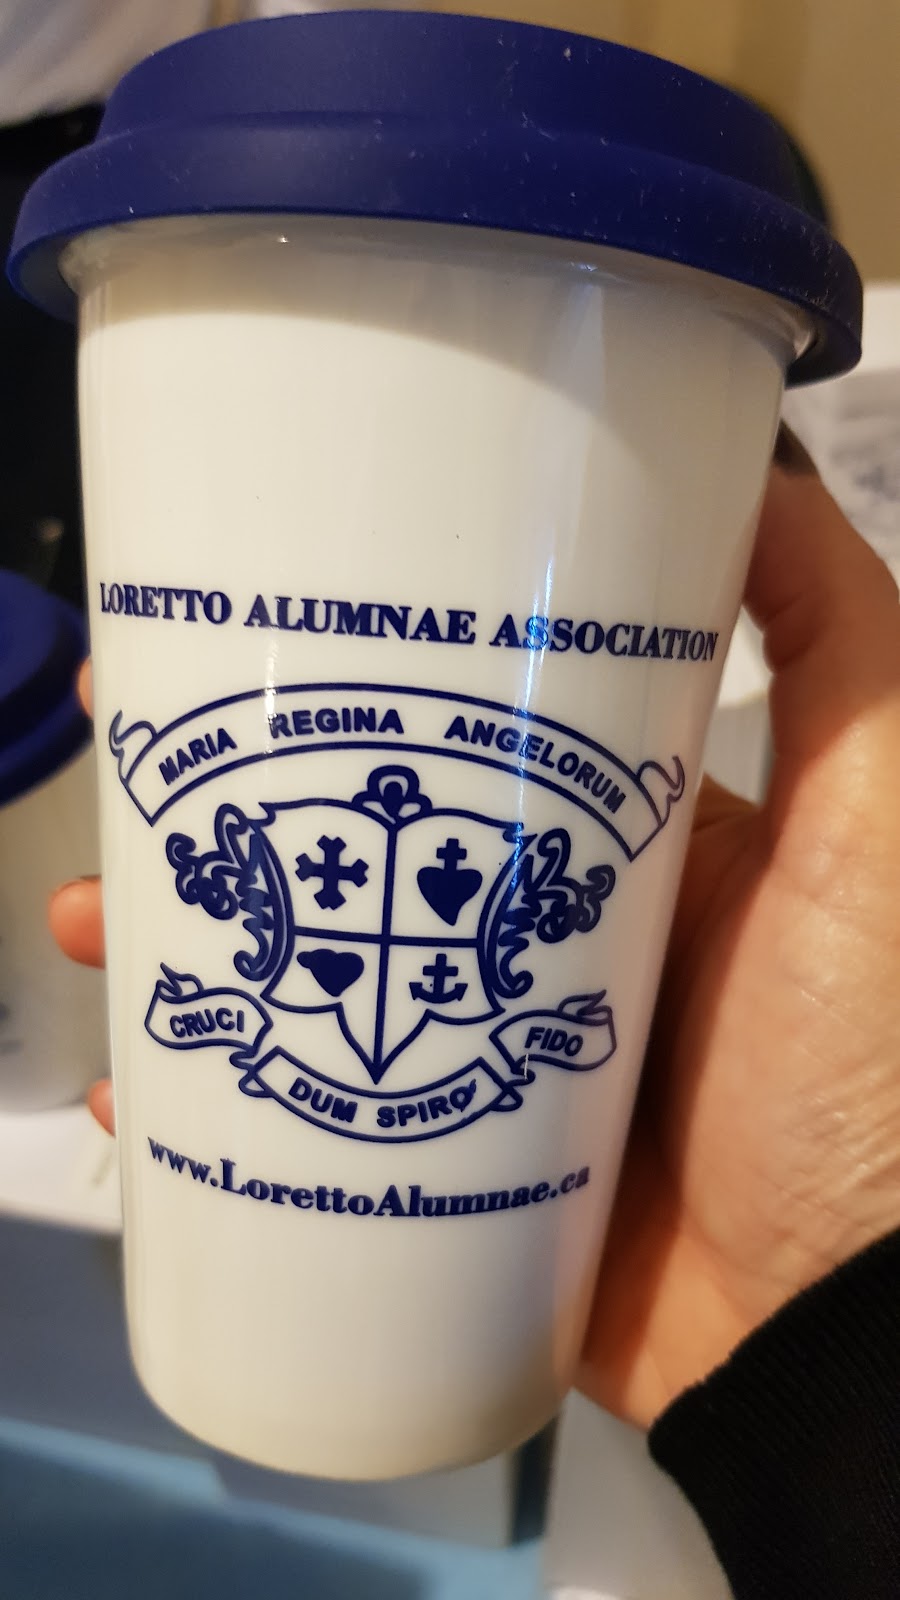 LORETTO ALUMNAE ASSOCIATION
MARIA REGINA ANGELORUM
CRUCI
DUM SPIRO
FIDO
www.LorettoAlumnae.ca